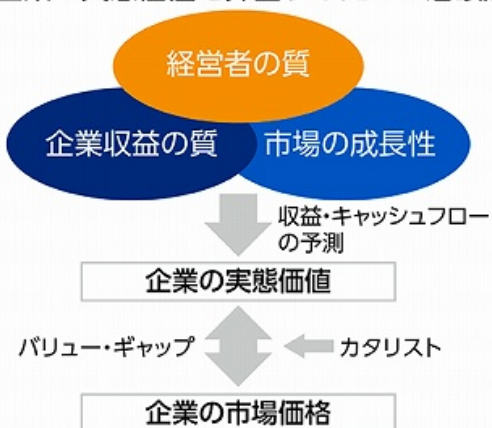 経営者の質
企業収益の質
市場の成長性
収益・キャッシュフロー
の予測
企業の実態価値
バリュー・ギャップ
カタリスト
企業の市場価格